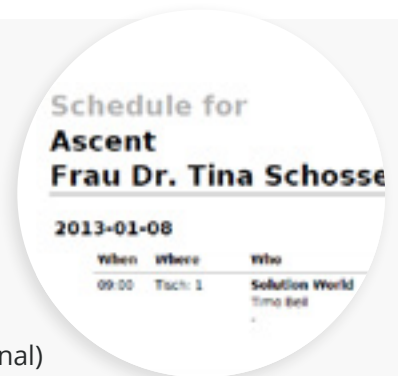 Schedule for
Ascent
Frau Dr. Tina Schosse
2013-01-08
When Where Who
09:00 Tisch: 1 Solution World
Timo Beil
-
nal)